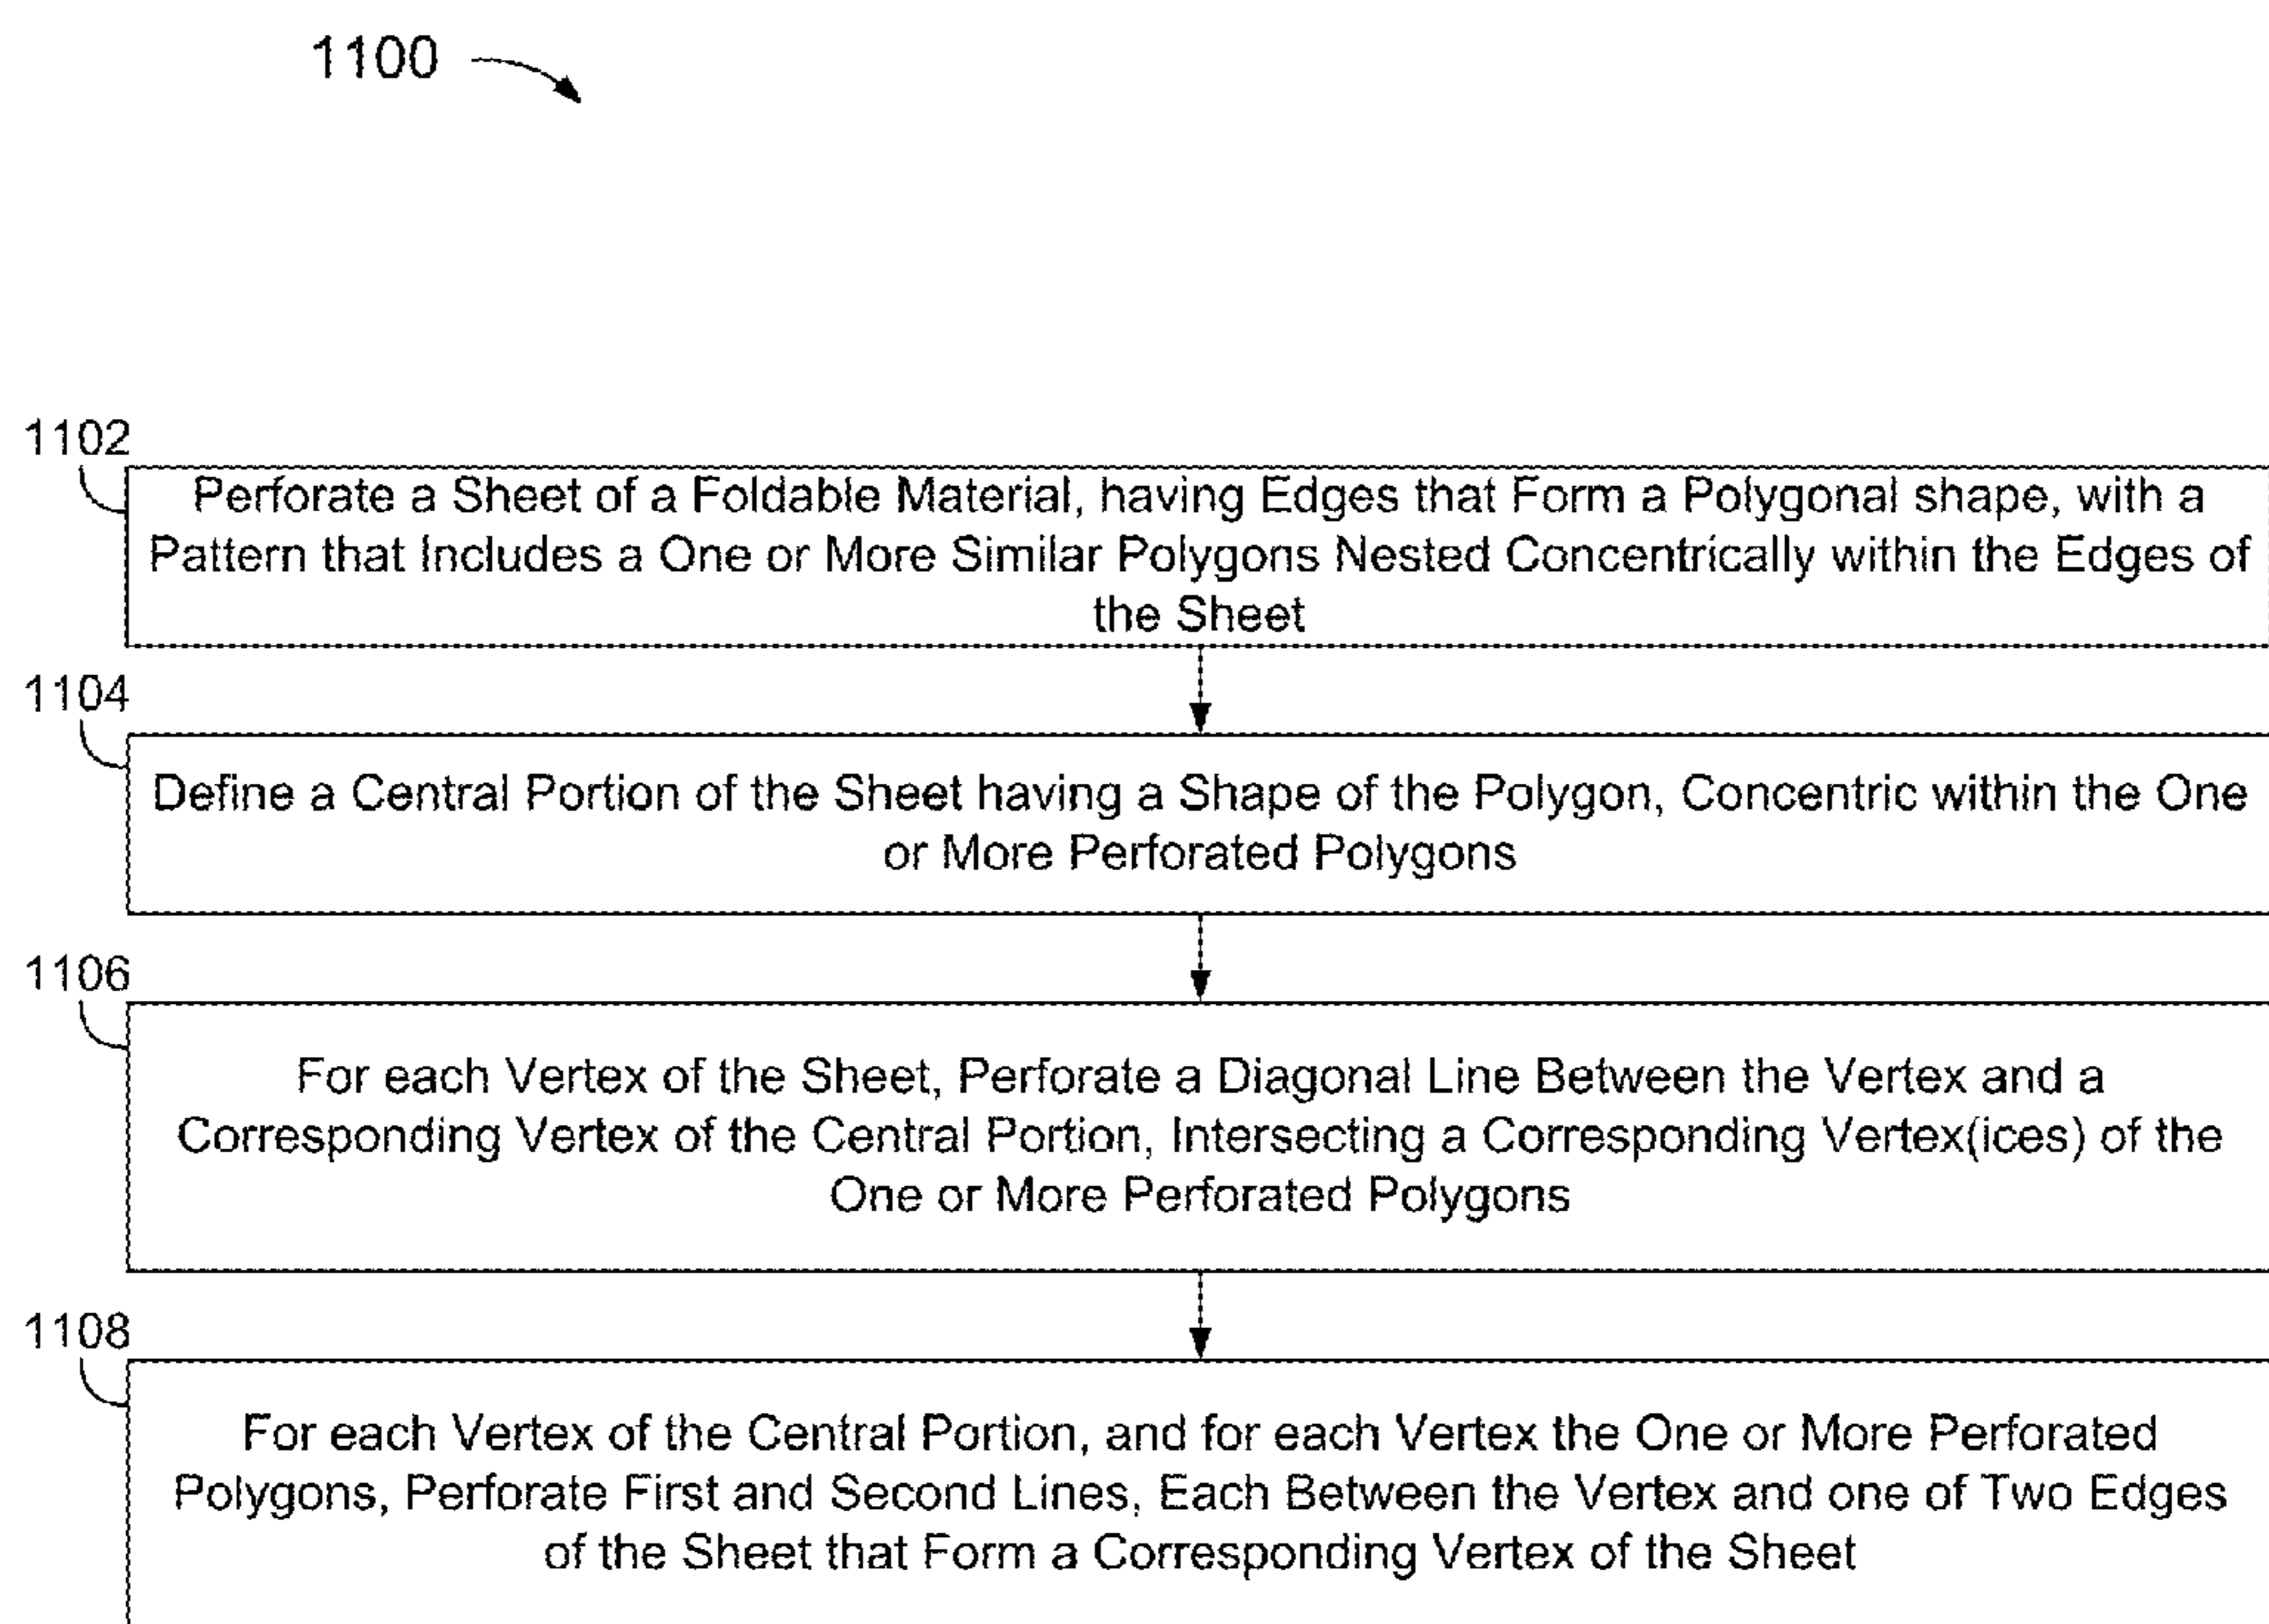 1100
1102
Perforate a Sheet of a Foldable Material, having Edges that Form a Polygonal shape, with a
Pattern that Includes a One or More Similar Polygons Nested Concentrically within the Edges of
the Sheet
1104
Define a Central Portion of the Sheet having a Shape of the Polygon, Concentric within the One
or More Perforated Polygons
1106
For each Vertex of the Sheet, Perforate a Diagonal Line Between the Vertex and a
Corresponding Vertex of the Central Portion, Intersecting a Corresponding Vertex(ices) of the
One or More Perforated Polygons
1108
For each Vertex of the Central Portion, and for each Vertex the One or More Perforated
Polygons, Perforate First and Second Lines, Each Between the Vertex and one of Two Edges
of the Sheet that Form a Corresponding Vertex of the Sheet